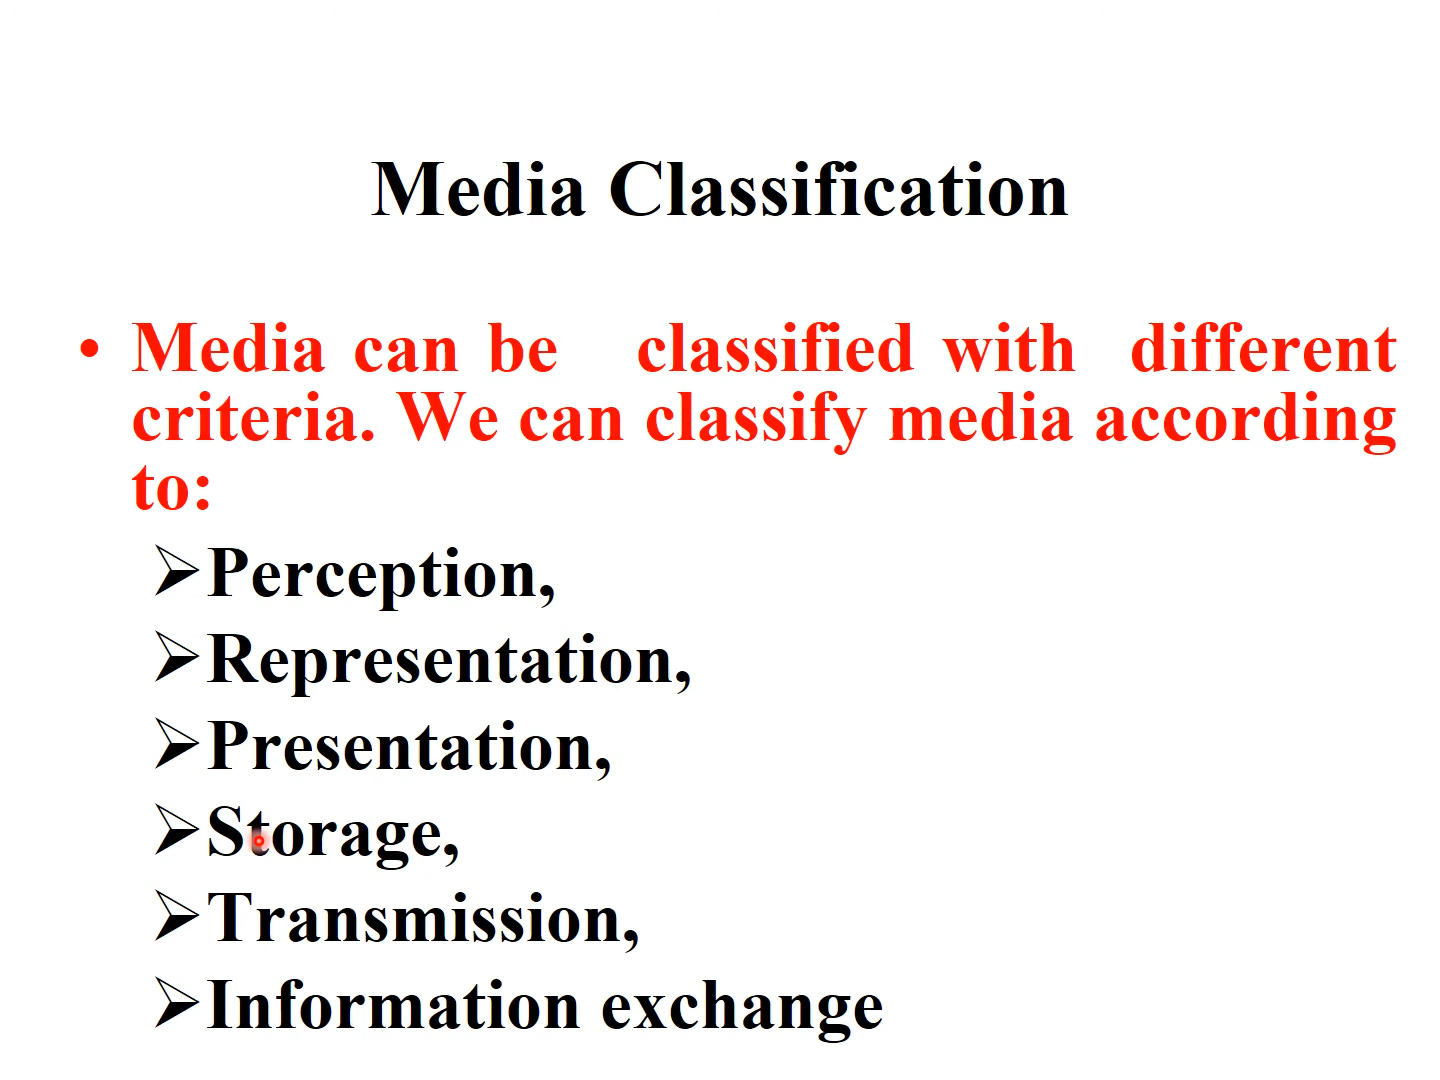 Media Classification
• Media can be classified with different
criteria. We can classify media according
to:
➢Perception,
➢Representation,
➢Presentation,
➢Storage,
➢Transmission,
➢Information exchange